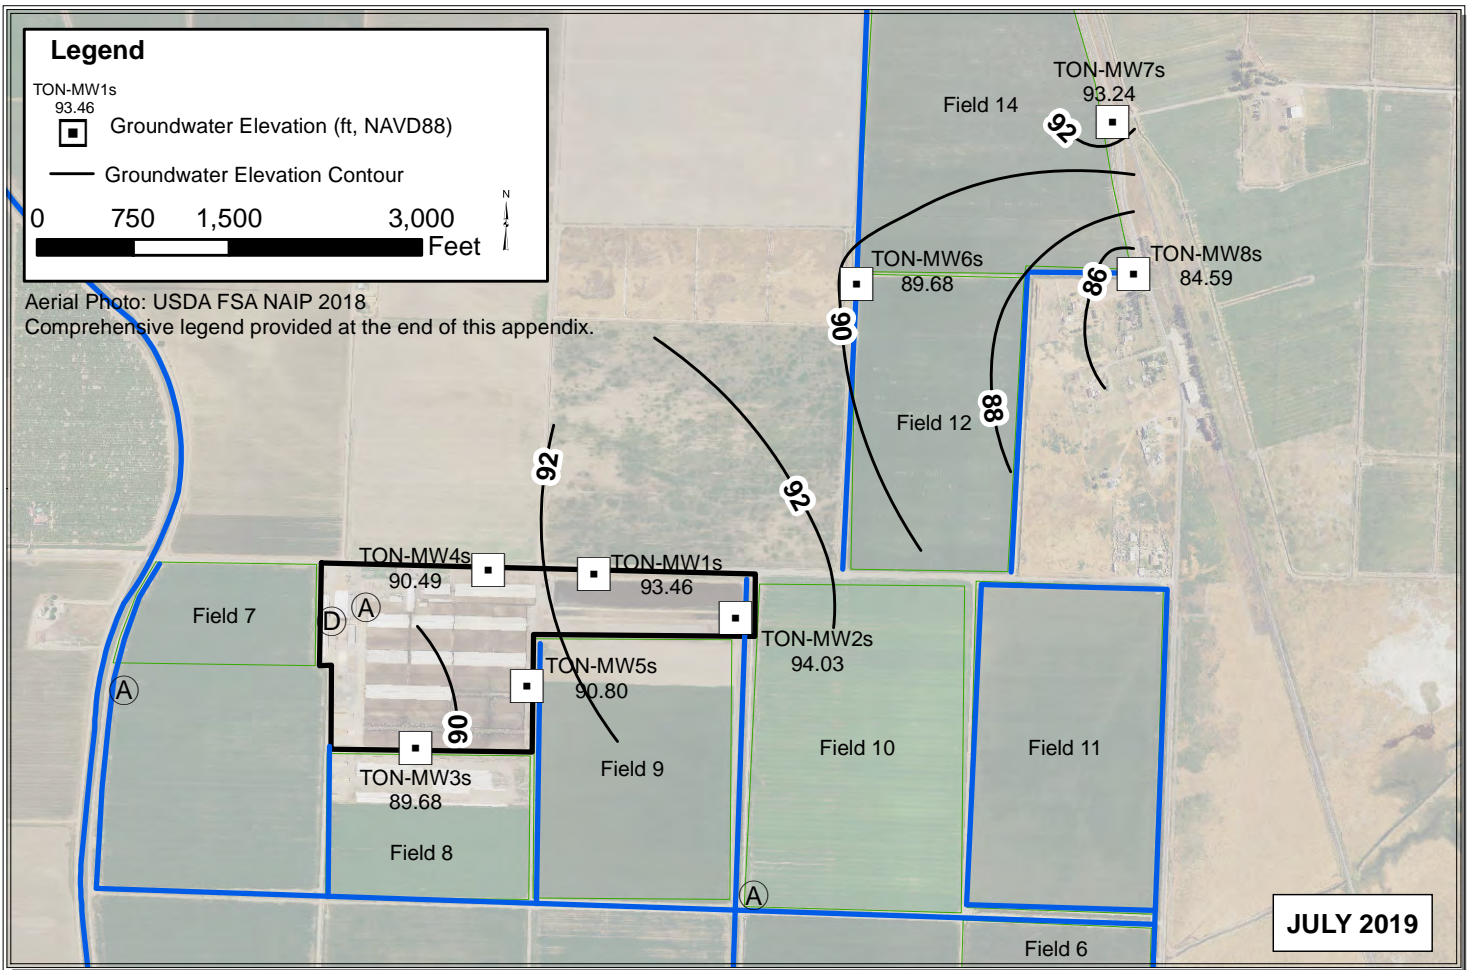 Legend
TON-MW1s
93.46
Groundwater Elevation (ft, NAVD88)
Groundwater Elevation Contour
N
0 750 1,500 3,000
Feet
Aerial Photo: USDA FSA NAIP 2018
Comprehensive legend provided at the end of this appendix.
TON-MW7s
93.24
Field 14
92
TON-MW6s
89.68
TON-MW8s
84.59
86
90
88
Field 12
92
92
TON-MW4s
90.49
TON-MW1s
93.46
Field 7
D
A
TON-MW2s
94.03
TON-MW5s
90.80
A
90
Field 10
Field 11
Field 9
TON-MW3s
89.68
Field 8
A
JULY 2019
Field 6